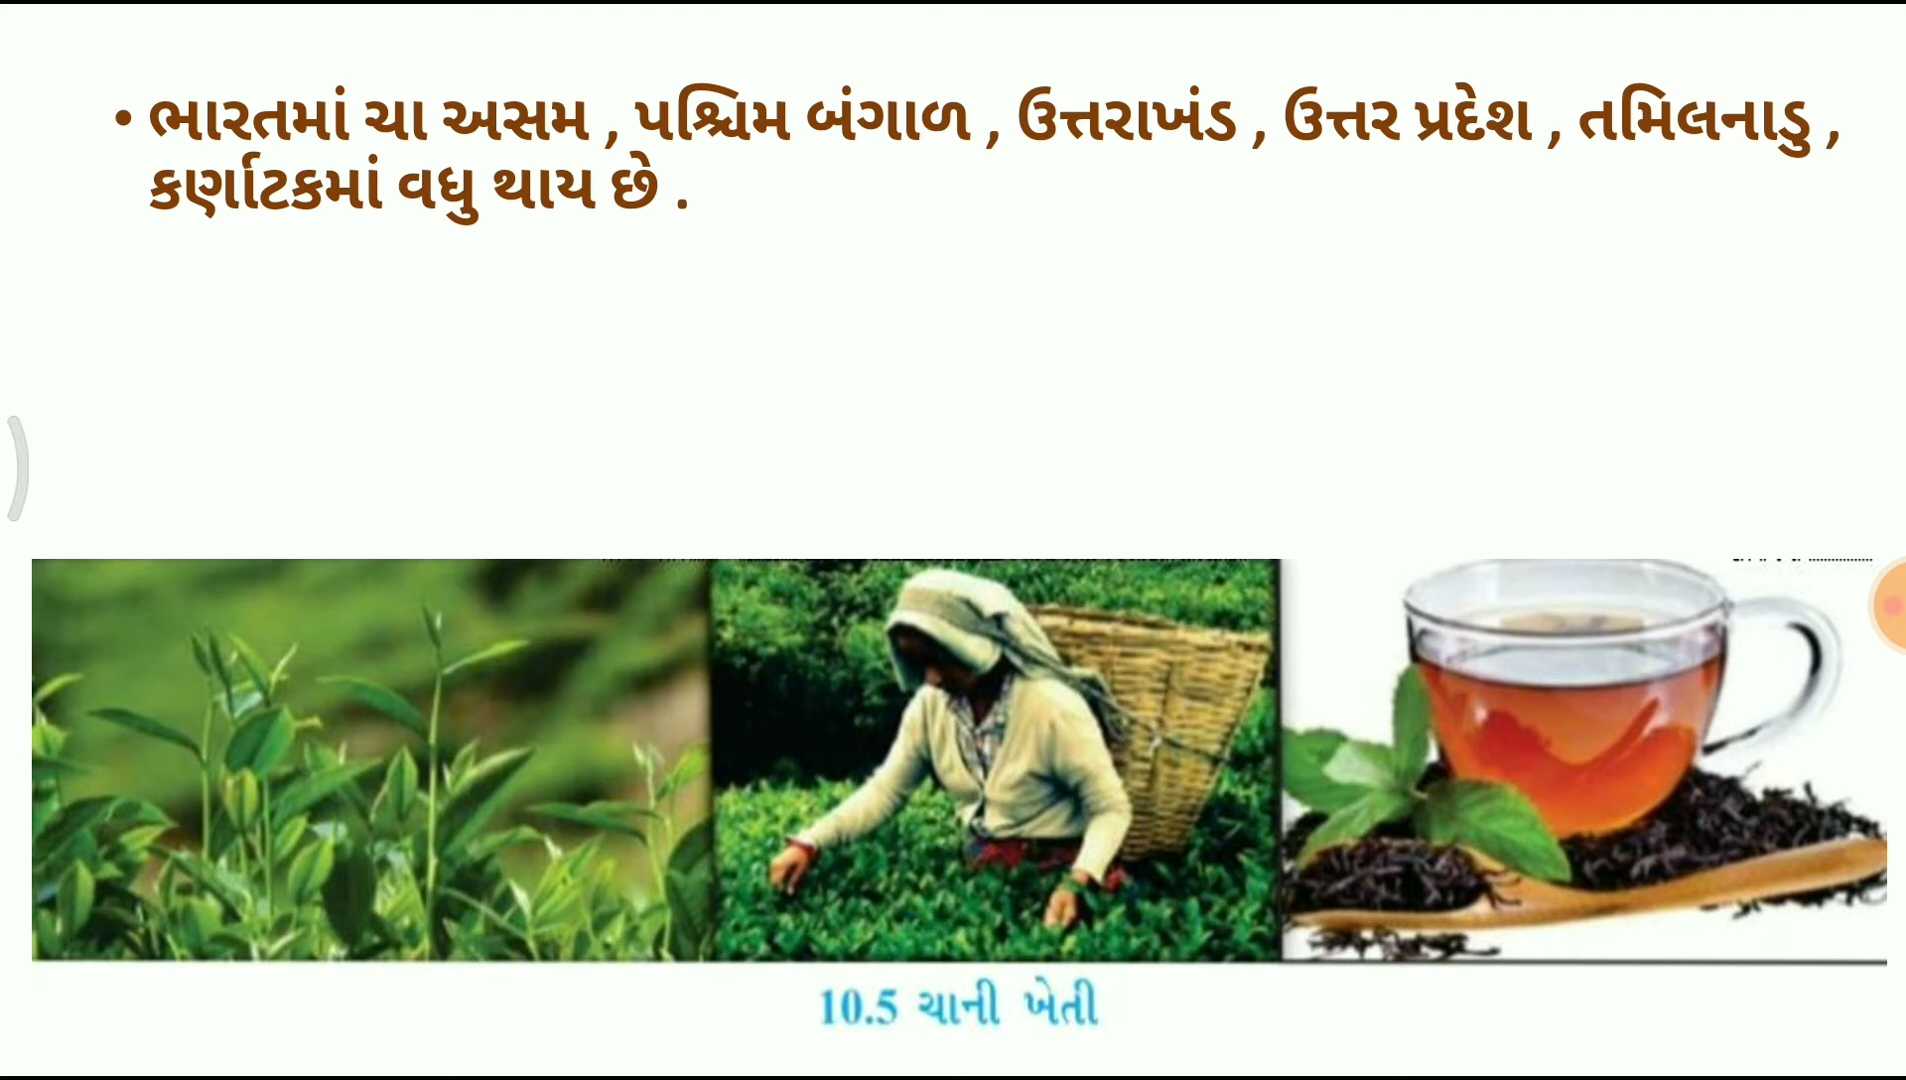 • ભારતમાં ચા અસમ , પશ્ચિમ બંગાળ , ઉત્તરાખંડ , ઉત્તર પ્રદેશ , તમિલનાડુ ,
કર્ણાટકમાં વધુ થાય છે .
10.5 ચાની ખેતી